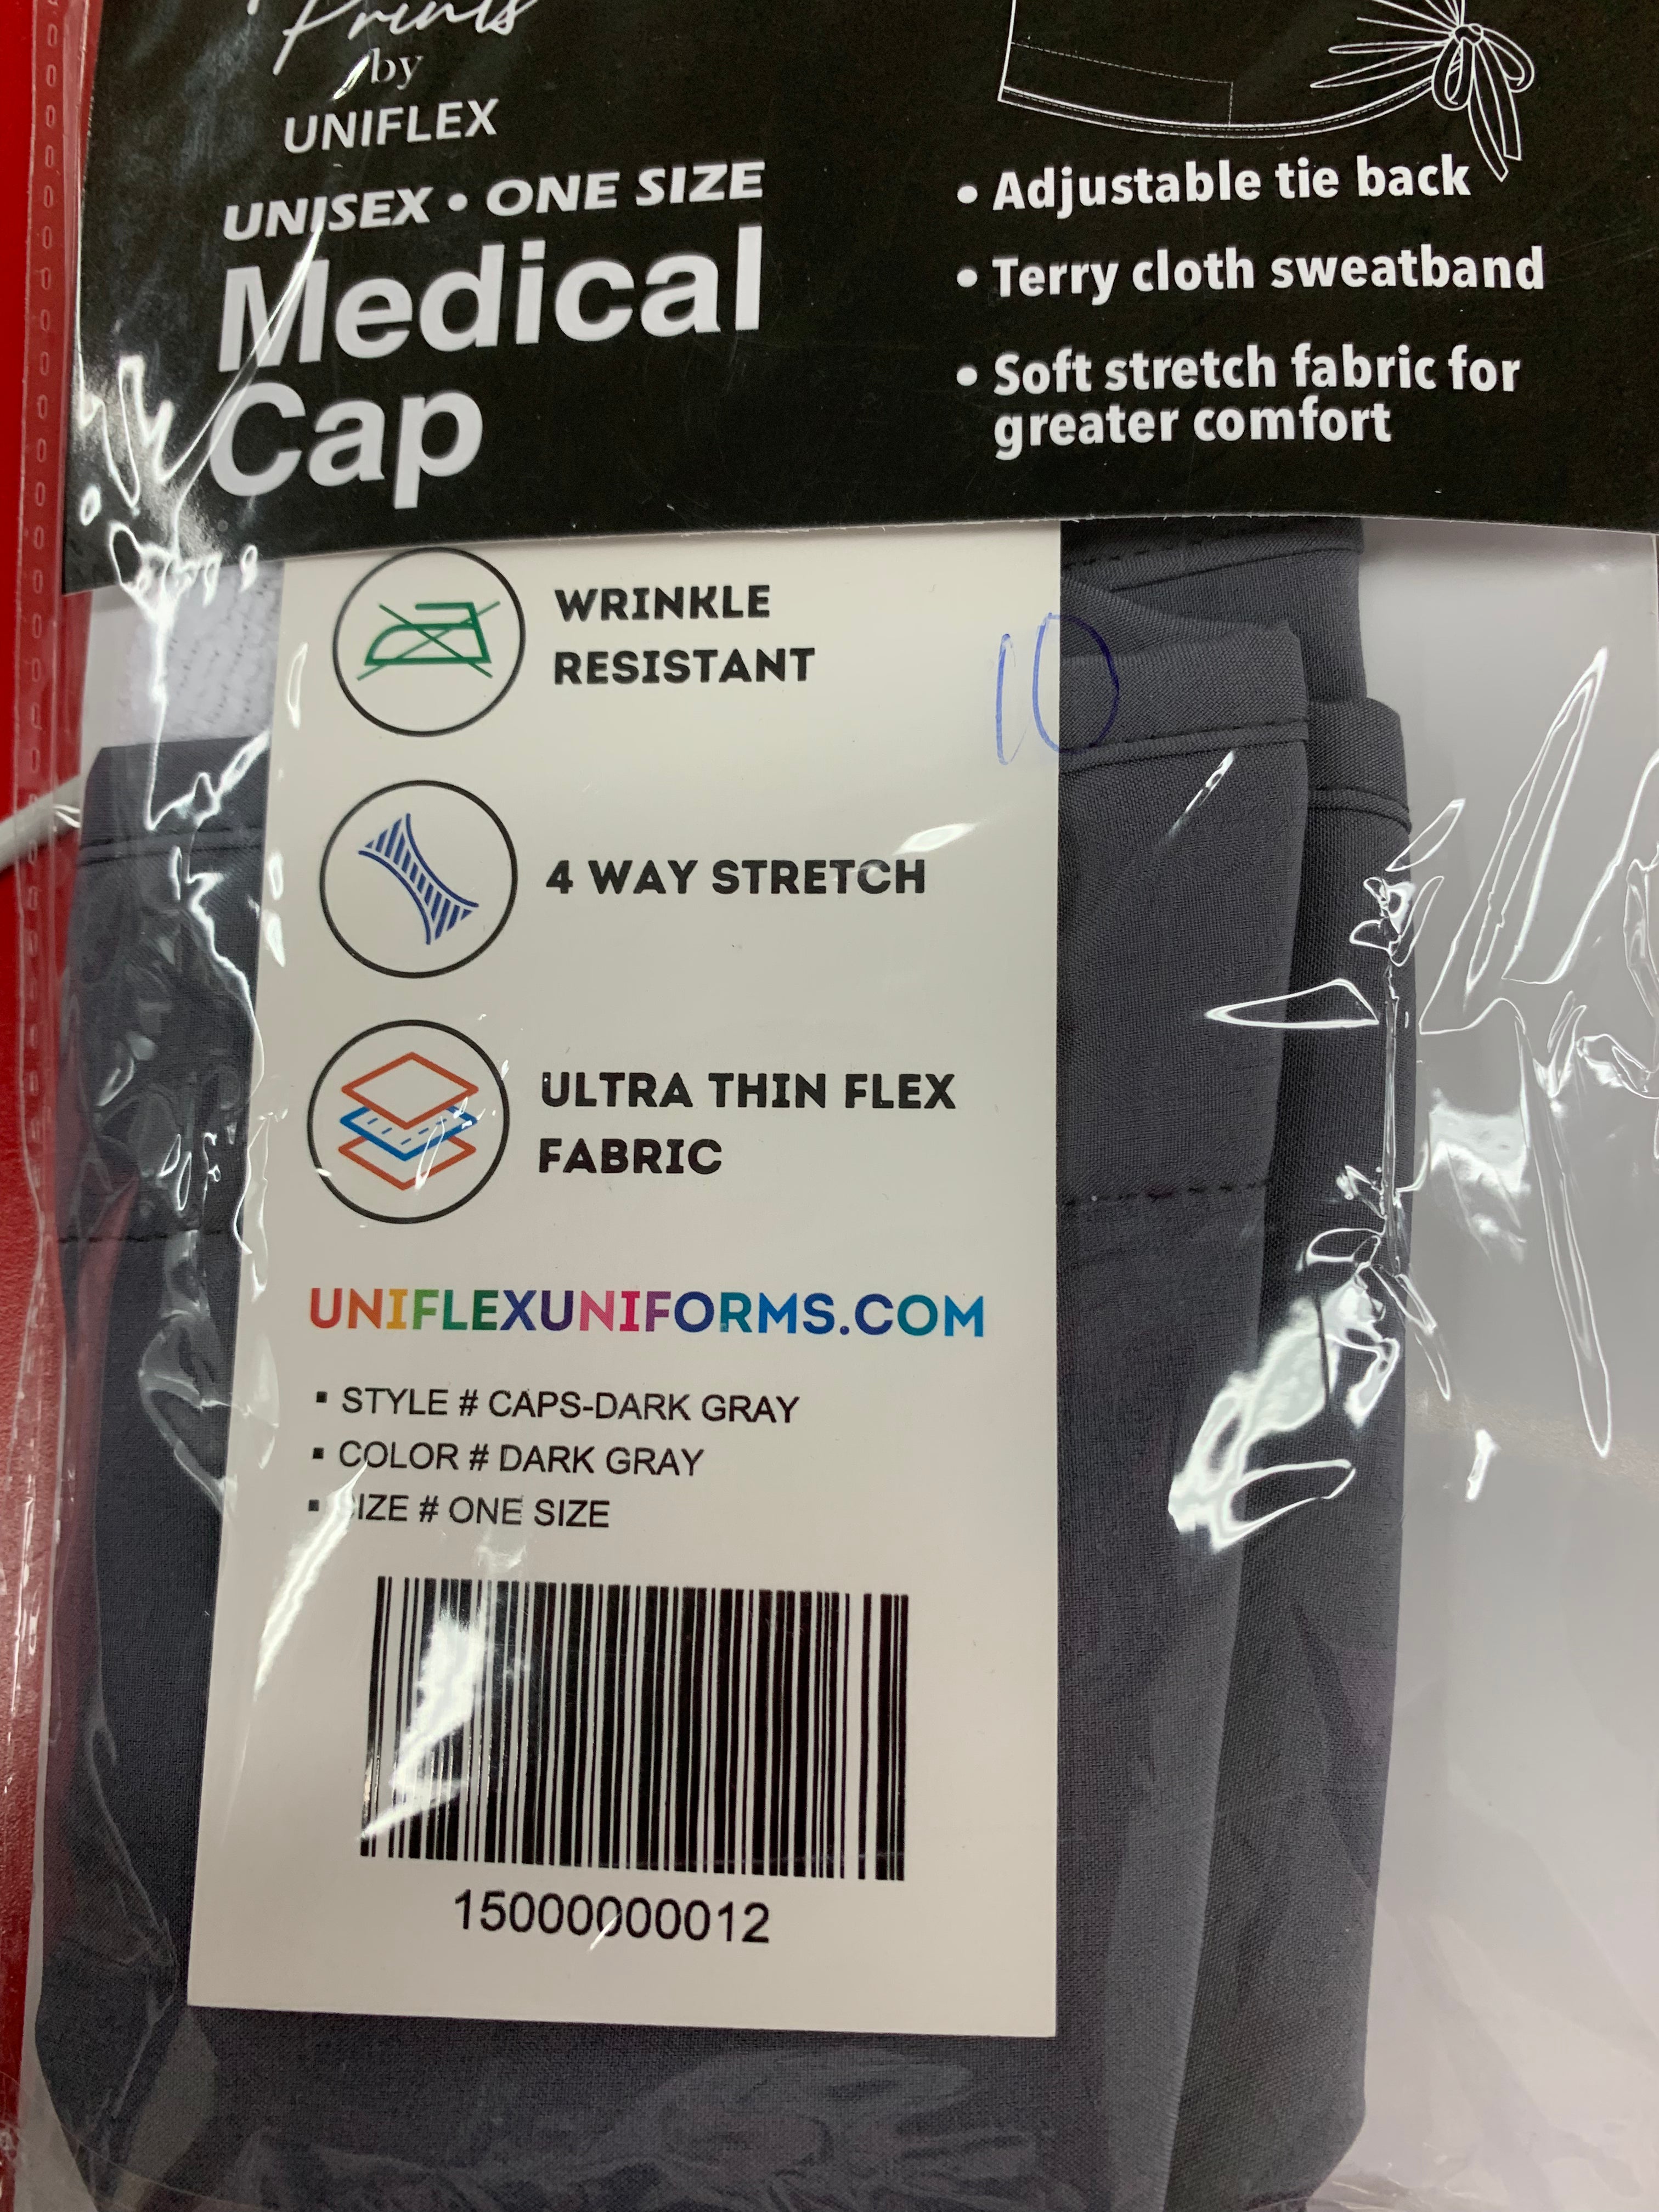 Prints
by
UNIFLEX
UNISEX • ONE SIZE
Medical
Cap
• Adjustable tie back
• Terry cloth sweatband
• Soft stretch fabric for
greater comfort
WRINKLE
RESISTANT
10
4 WAY STRETCH
ULTRA THIN FLEX
FABRIC
UNIFLEXUNIFORMS.COM
▪ STYLE # CAPS-DARK GRAY
▪ COLOR # DARK GRAY
▪ SIZE # ONE SIZE
15000000012